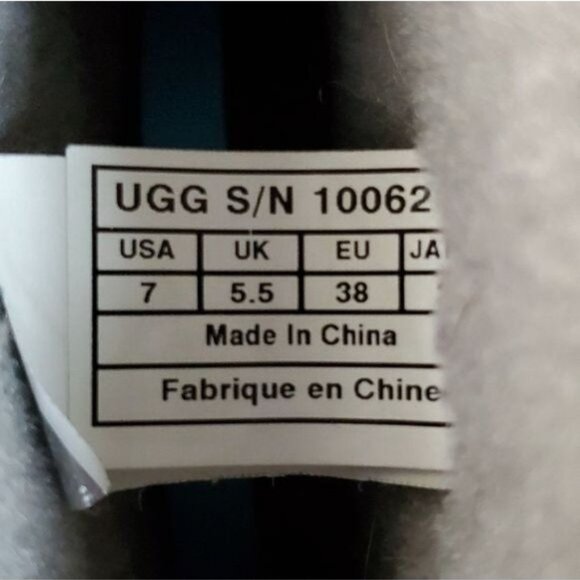 UGG S/N 10062
USA UK EU JA
7 5.5 38
Made In China
Fabrique en Chine